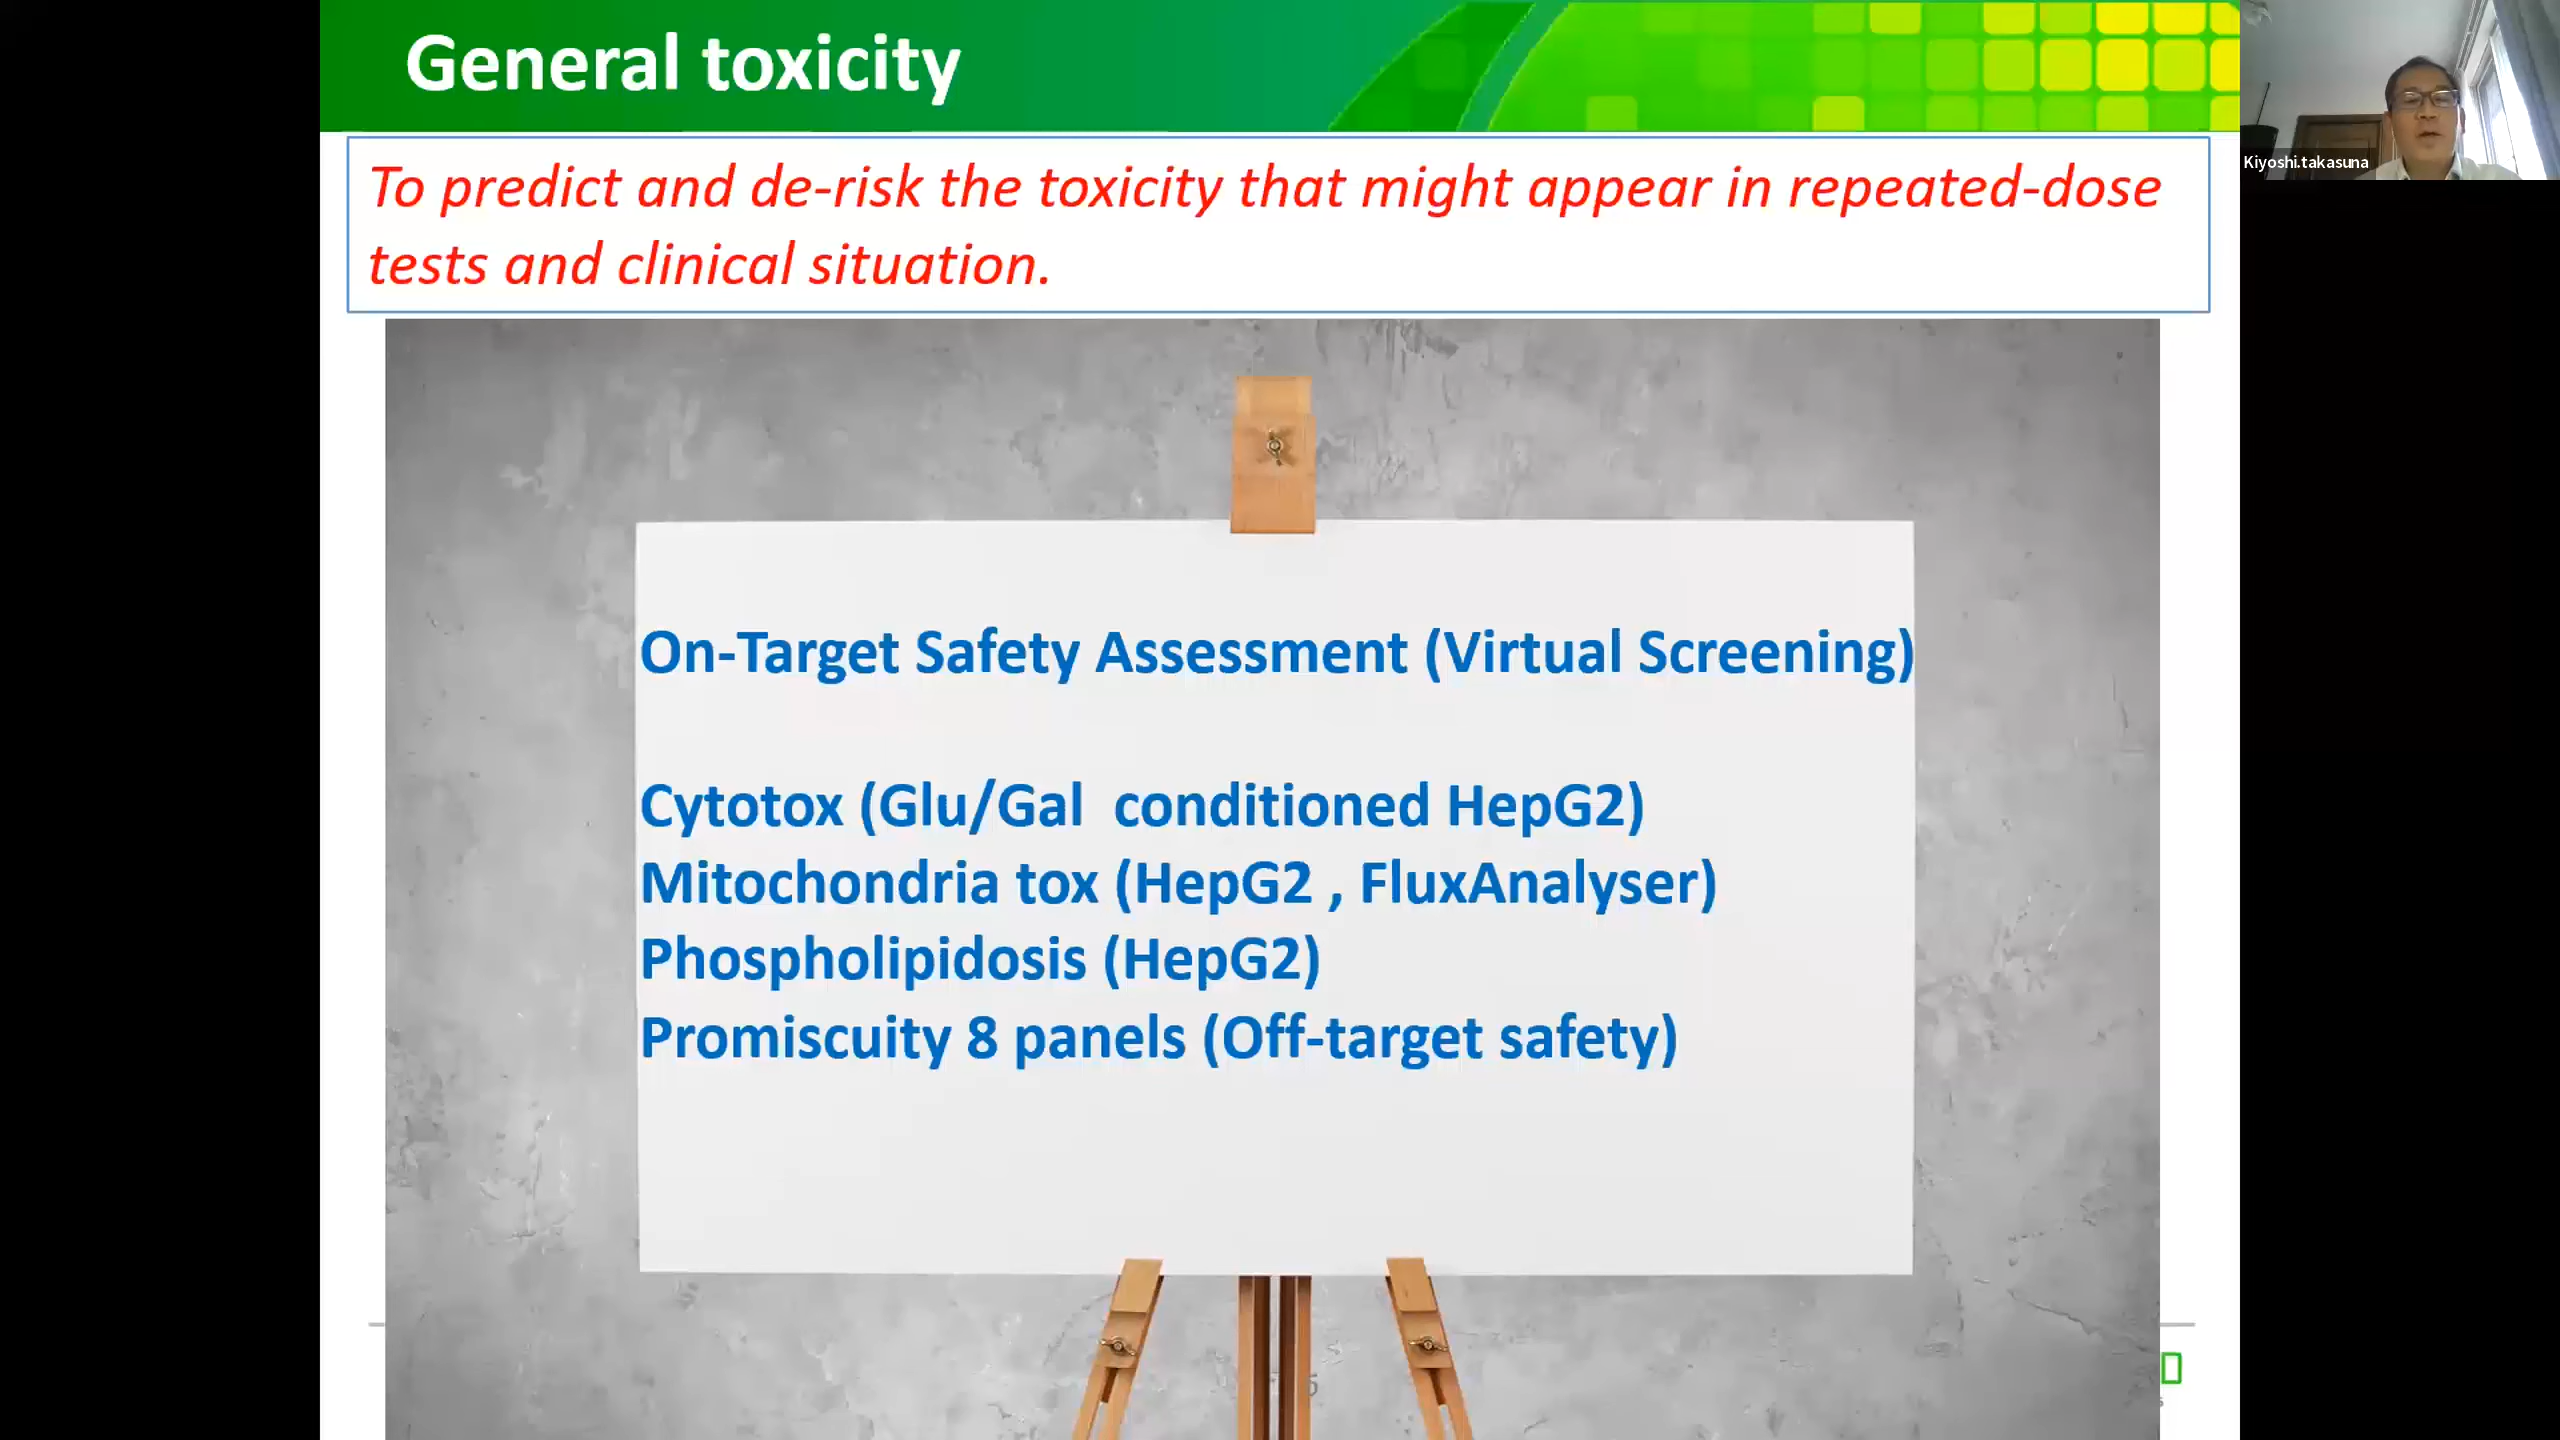 General toxicity
To predict and de-risk the toxicity that might appear in repeated-dose
tests and clinical situation.
Kiyoshi.takasuna
On-Target Safety Assessment (Virtual Screening)
Cytotox (Glu/Gal conditioned HepG2)
Mitochondria tox (HepG2 , FluxAnalyser)
Phospholipidosis (HepG2)
Promiscuity 8 panels (Off-target safety)